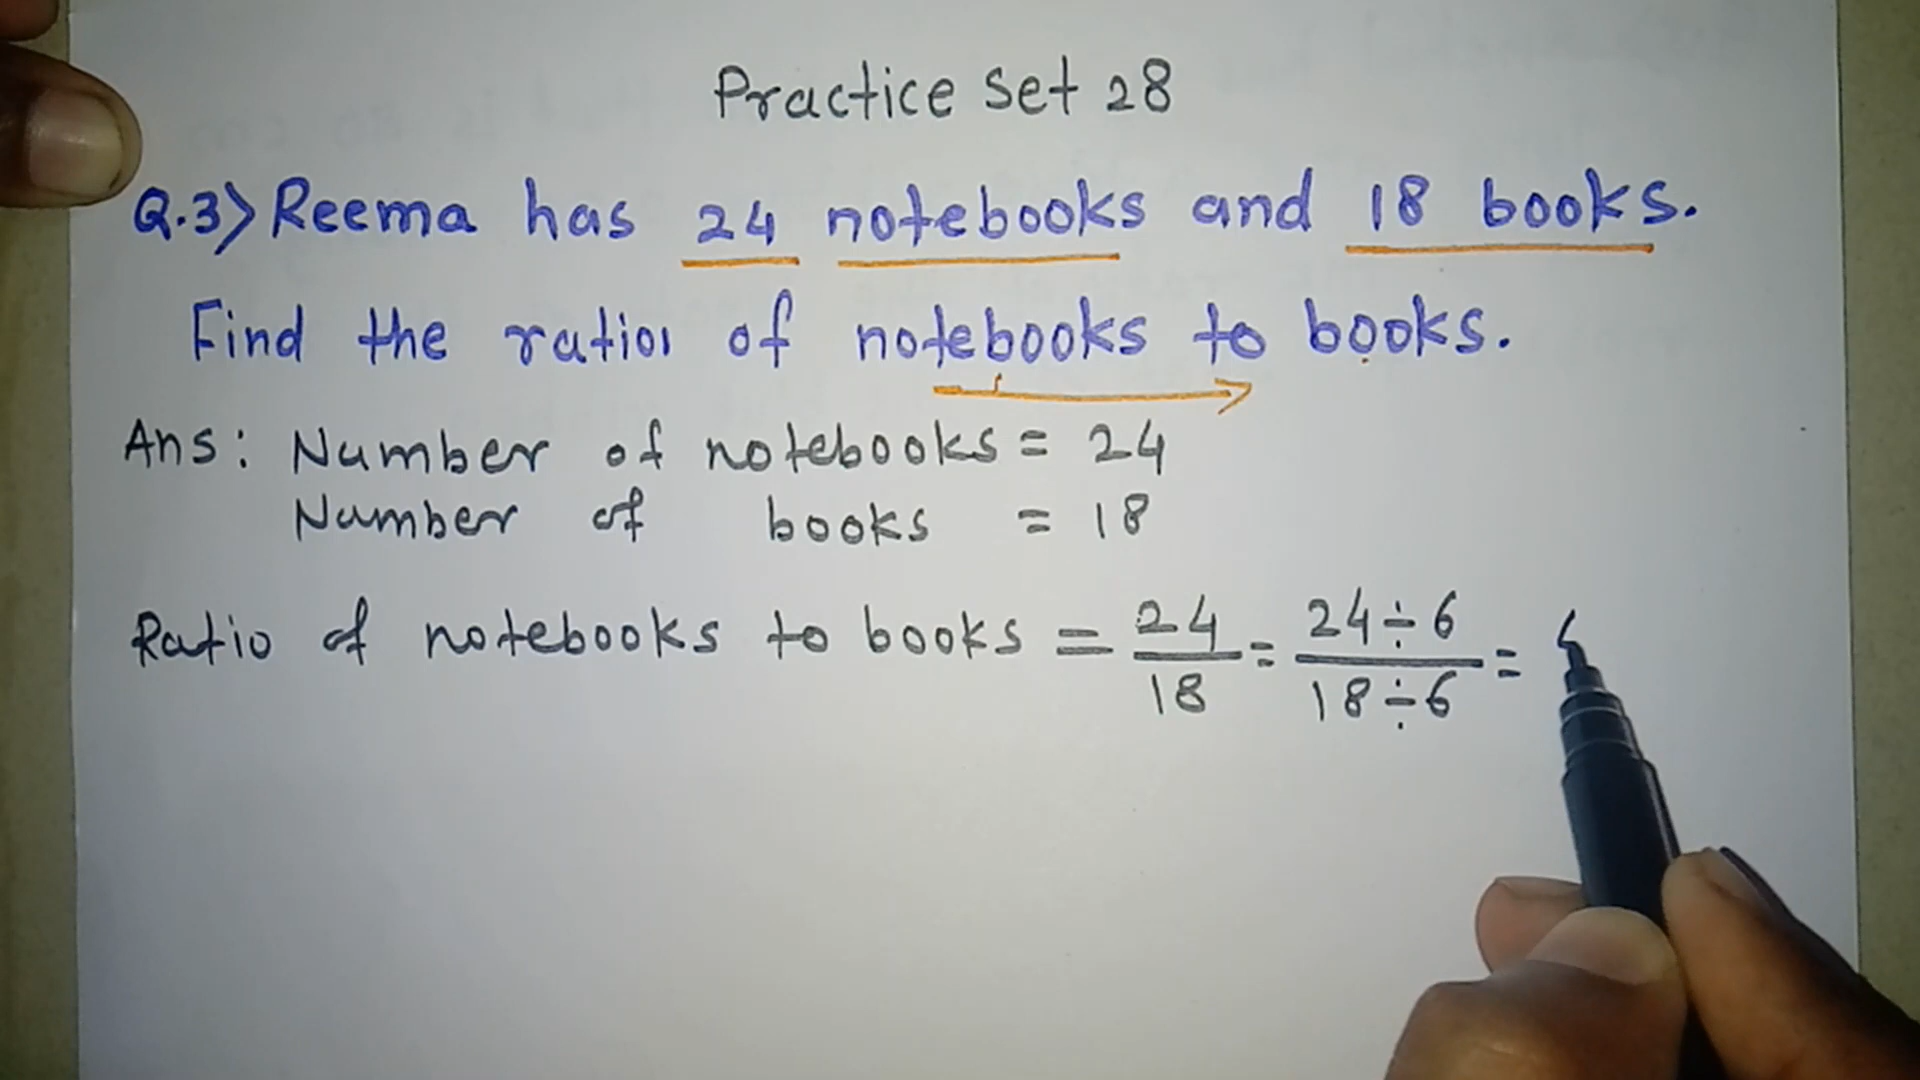 Practice Set 28
Q.3) Reema has 24 notebooks and 18 books.
Find the ratio of notebooks to books.
Ans: Number of notebooks = 24
Number of books = 18
Ratio of notebooks to books = 24/18 = 24÷6/18÷6 =